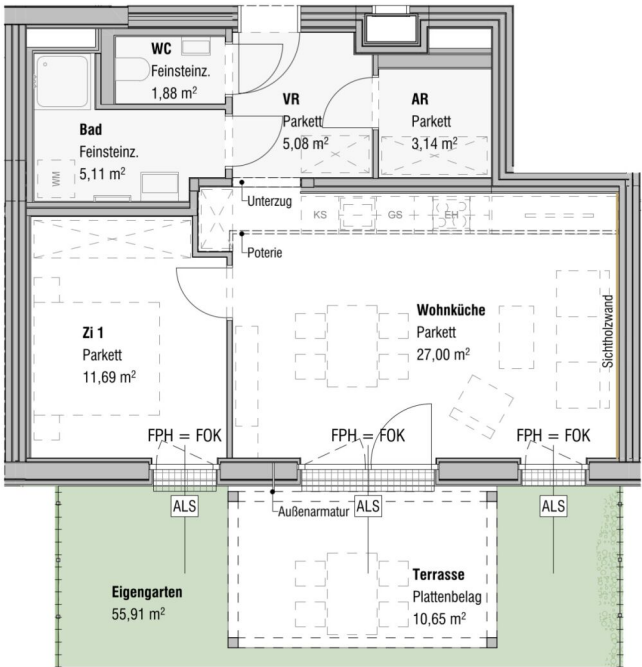 WC
Feinsteinz.
1,88 m²
VR
Parkett
5,08 m²
AR
Parkett
3,14 m²
Bad
Feinsteinz.
5,11 m²
WM
Unterzug
KS
GS
EH
Poterie
Zi 1
Parkett
11,69 m²
Wohnküche
Parkett
27,00 m²
Sichtholzwand
FPH = FOK
FPH = FOK
FPH = FOK
ALS
Außenarmatur
ALS
ALS
Eigengarten
55,91 m²
Terrasse
Plattenbelag
10,65 m²